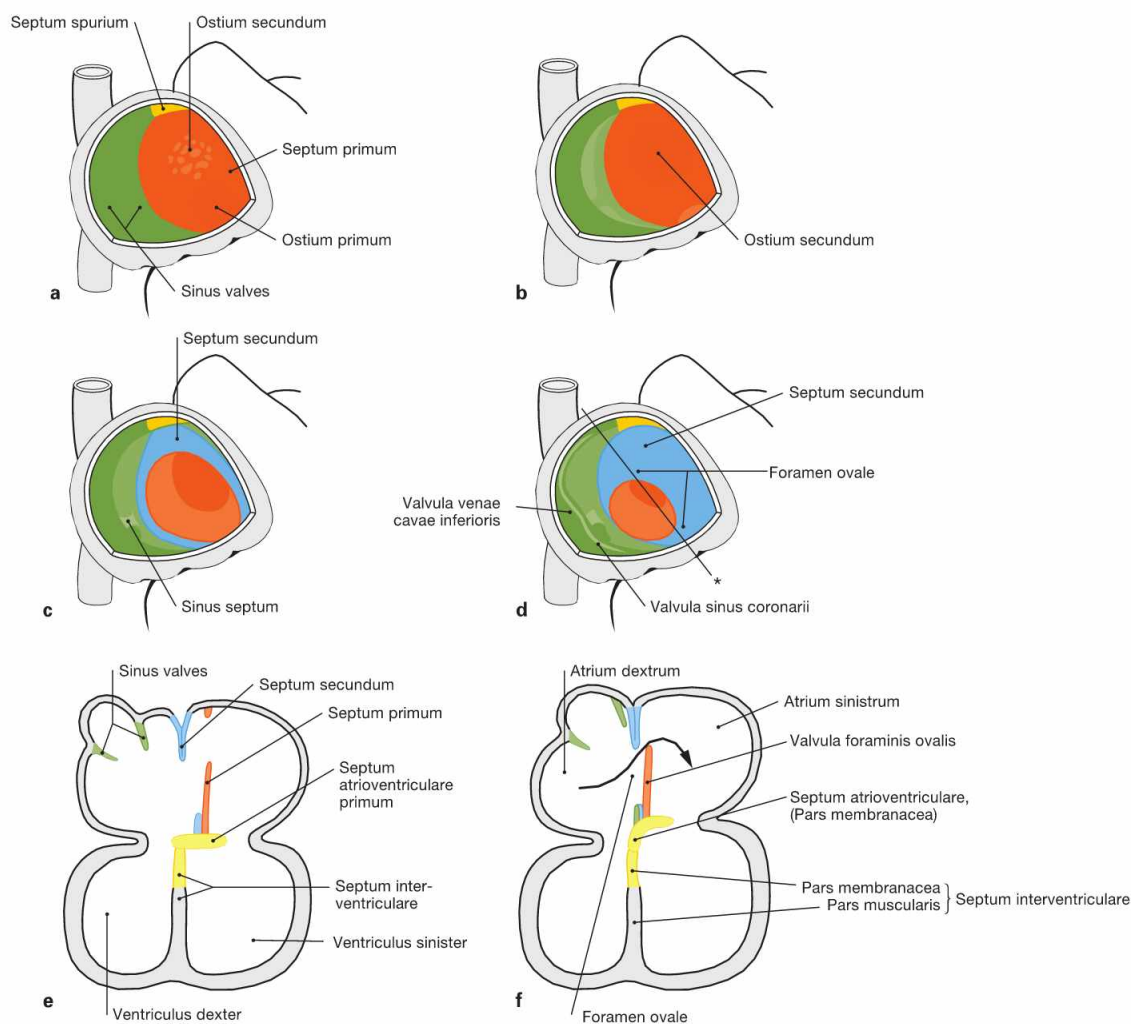 Septum spurium
Ostium secundum
Septum primum
Ostium primum
Sinus valves
a
Ostium secundum
b
Septum secundum
Sinus septum
c
Septum secundum
Foramen ovale
Valvula venae
cavae inferioris
*
Valvula sinus coronarii
d
Sinus valves
Septum secundum
Septum primum
Septum
atrioventriculare
primum
Septum inter-
ventriculare
Ventriculus sinister
e
Ventriculus dexter
Atrium dextrum
Atrium sinistrum
Valvula foraminis ovalis
Septum atrioventriculare,
(Pars membranacea)
Pars membranacea
Pars muscularis
Septum interventriculare
f
Foramen ovale